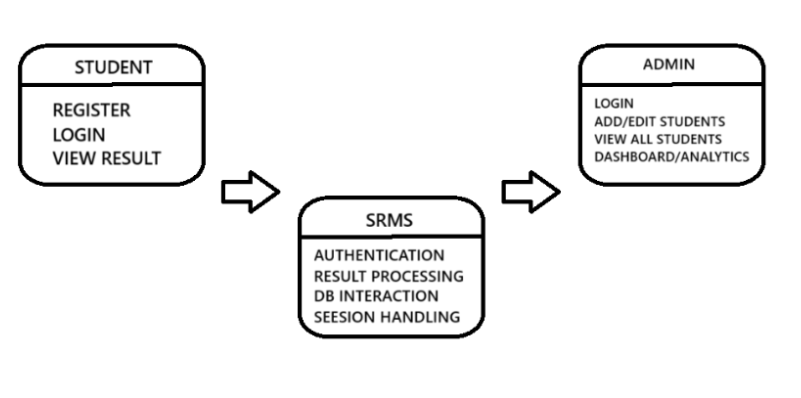 STUDENT
REGISTER
LOGIN
VIEW RESULT
SRMS
AUTHENTICATION
RESULT PROCESSING
DB INTERACTION
SEESION HANDLING
ADMIN
LOGIN
ADD/EDIT STUDENTS
VIEW ALL STUDENTS
DASHBOARD/ANALYTICS